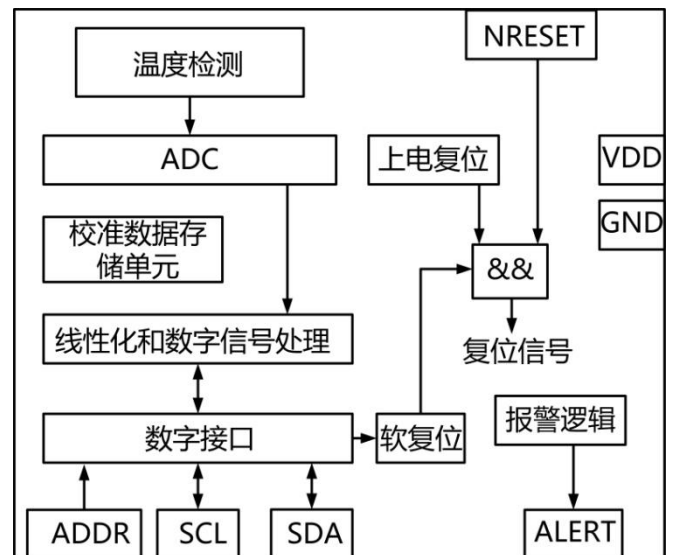 NRESET
温度检测
ADC
上电复位
VDD
校准数据存
储单元
GND
&&
线性化和数字信号处理
复位信号
数字接口
软复位
报警逻辑
ADDR
SCL
SDA
ALERT